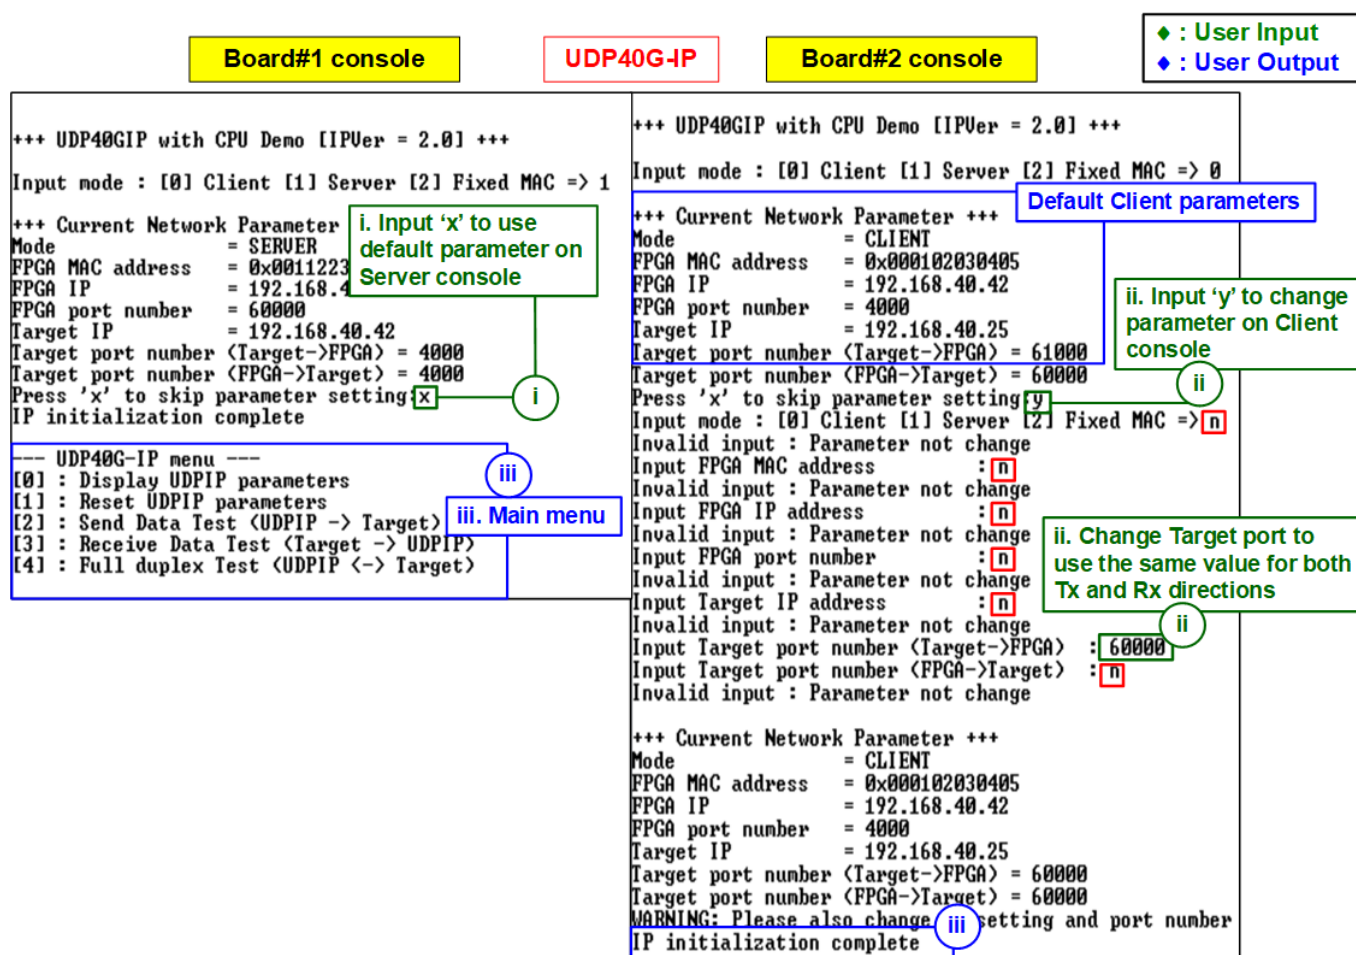 ♦ : User Input
♦ : User Output
Board#1 console
UDP40G-IP
Board#2 console
+++ UDP40GIP with CPU Demo [IPVer = 2.0] +++
Input mode : [0] Client [1] Server [2] Fixed MAC => 1
+++ Current Network Parameter
Mode = SERVER
FPGA MAC address = 0x0011223
FPGA IP = 192.168.4
FPGA port number = 60000
Target IP = 192.168.40.42
Target port number (Target->FPGA) = 4000
Target port number (FPGA->Target) = 4000
Press 'x' to skip parameter setting:x
IP initialization complete
i. Input ‘x’ to use
default parameter on
Server console
i
--- UDP40G-IP menu ---
[0] : Display UDPIP parameters
[1] : Reset UDPIP parameters
[2] : Send Data Test (UDPIP -> Target)
[3] : Receive Data Test (Target -> UDPIP)
[4] : Full duplex Test (UDPIP <-> Target)
iii
iii. Main menu
+++ UDP40GIP with CPU Demo [IPVer = 2.0] +++
Input mode : [0] Client [1] Server [2] Fixed MAC => 0
Default Client parameters
+++ Current Network Parameter +++
Mode = CLIENT
FPGA MAC address = 0x000102030405
FPGA IP = 192.168.40.42
FPGA port number = 4000
Target IP = 192.168.40.25
Target port number (Target->FPGA) = 61000
Target port number (FPGA->Target) = 60000
Press 'x' to skip parameter setting:y
ii. Input ‘y’ to change
parameter on Client
console
ii
Input mode : [0] Client [1] Server [2] Fixed MAC => n
Invalid input : Parameter not change
Input FPGA MAC address : n
Invalid input : Parameter not change
Input FPGA IP address : n
Invalid input : Parameter not change
Input FPGA port number : n
Invalid input : Parameter not change
Input Target IP address : n
Invalid input : Parameter not change
Input Target port number (Target->FPGA) : 60000
Input Target port number (FPGA->Target) : n
Invalid input : Parameter not change
ii. Change Target port to
use the same value for both
Tx and Rx directions
ii
+++ Current Network Parameter +++
Mode = CLIENT
FPGA MAC address = 0x000102030405
FPGA IP = 192.168.40.42
FPGA port number = 4000
Target IP = 192.168.40.25
Target port number (Target->FPGA) = 60000
Target port number (FPGA->Target) = 60000
WARNING: Please also change setting and port number
IP initialization complete
iii